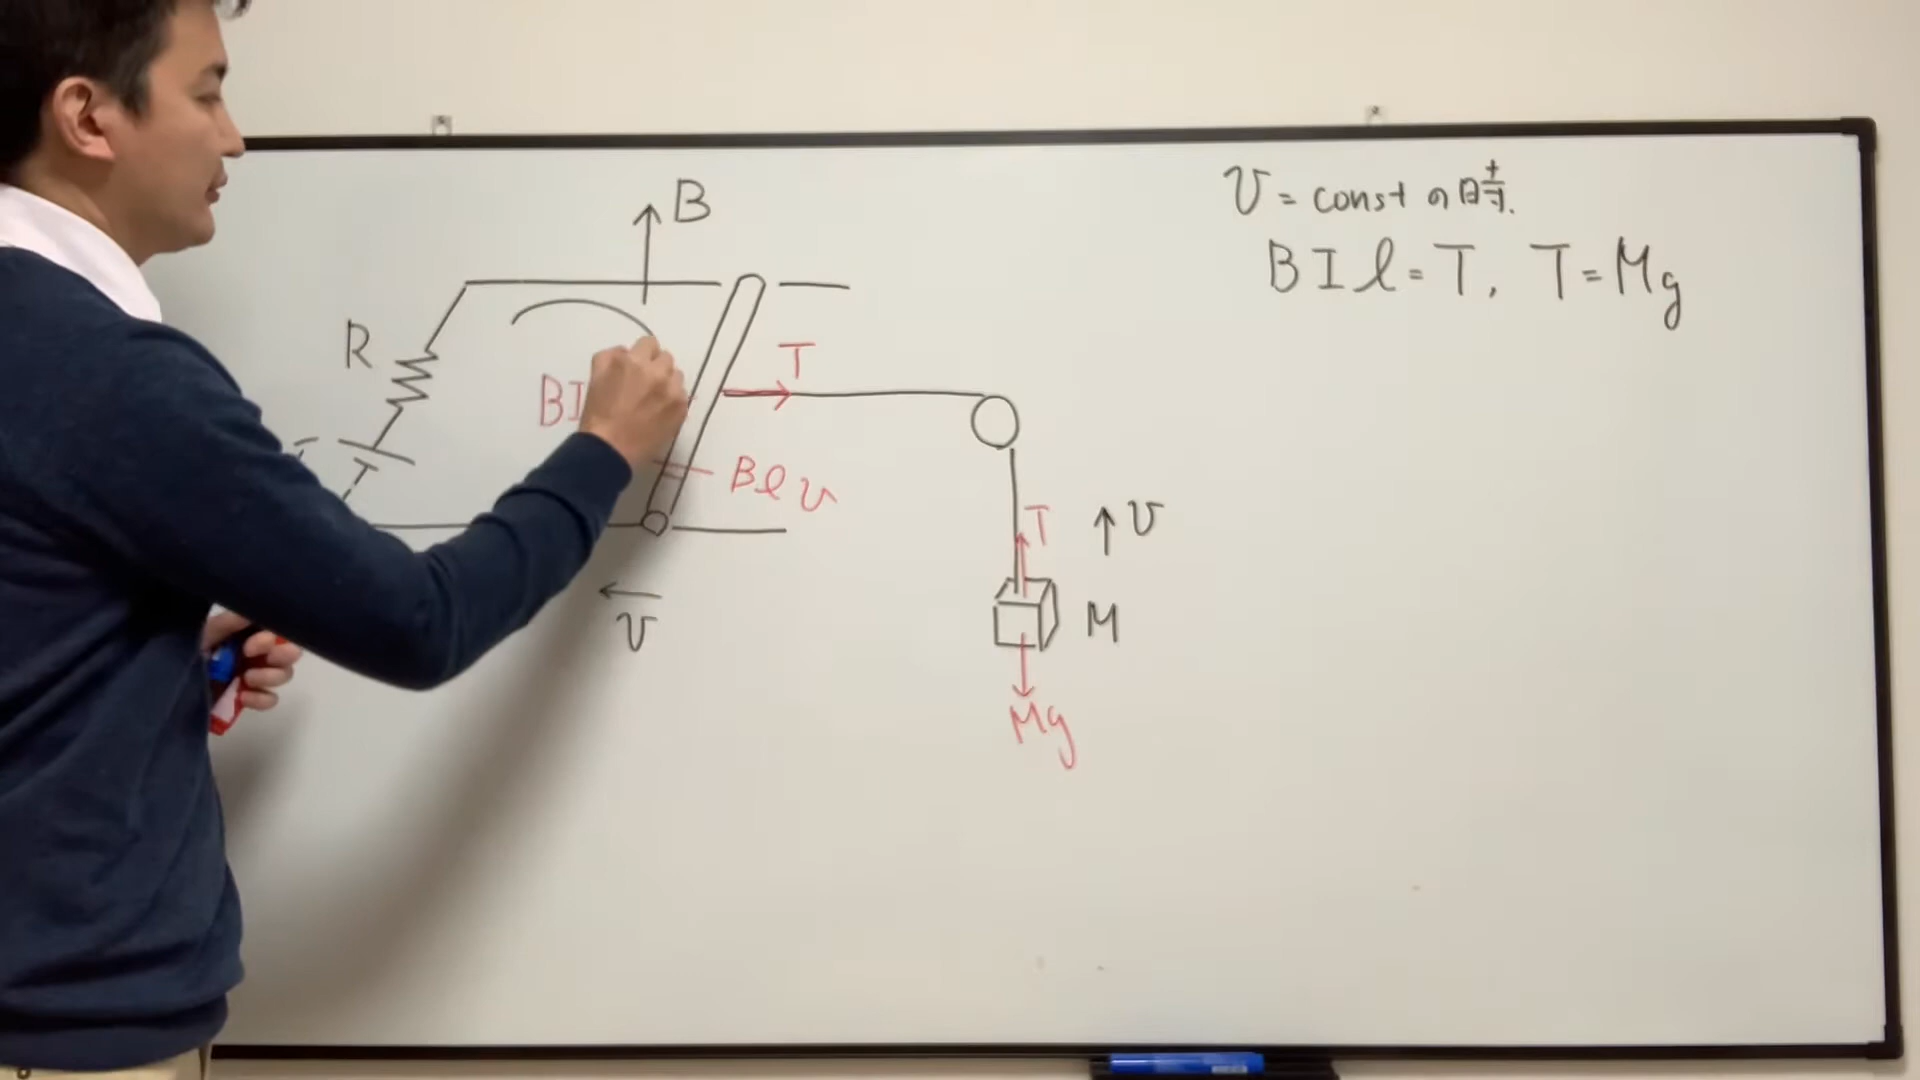 B
R
BI
T
Blv
v
T
↑v
M
Mg
v = const の時.
BIl = T, T = Mg